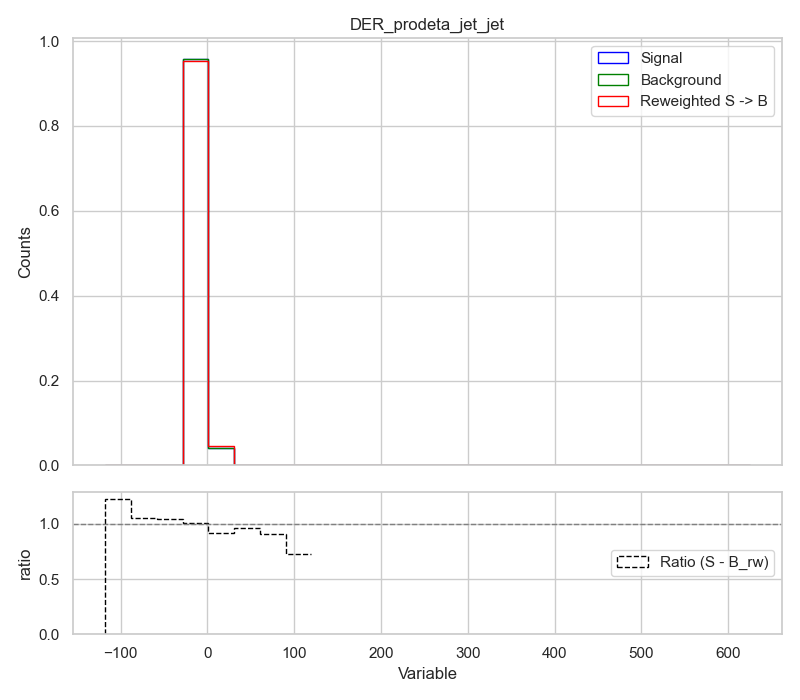 DER_prodeta_jet_jet
1.0
0.8
0.6
0.4
0.2
0.0
Counts
Signal
Background
Reweighted S -> B
1.0
0.5
0.0
ratio
Ratio (S - B_rw)
−100 0 100 200 300 400 500 600
Variable